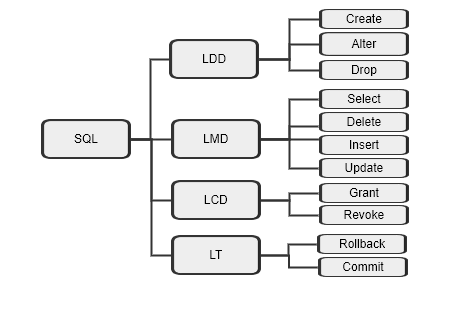 SQL
LDD
Create
Alter
Drop
LMD
Select
Delete
Insert
Update
LCD
Grant
Revoke
LT
Rollback
Commit